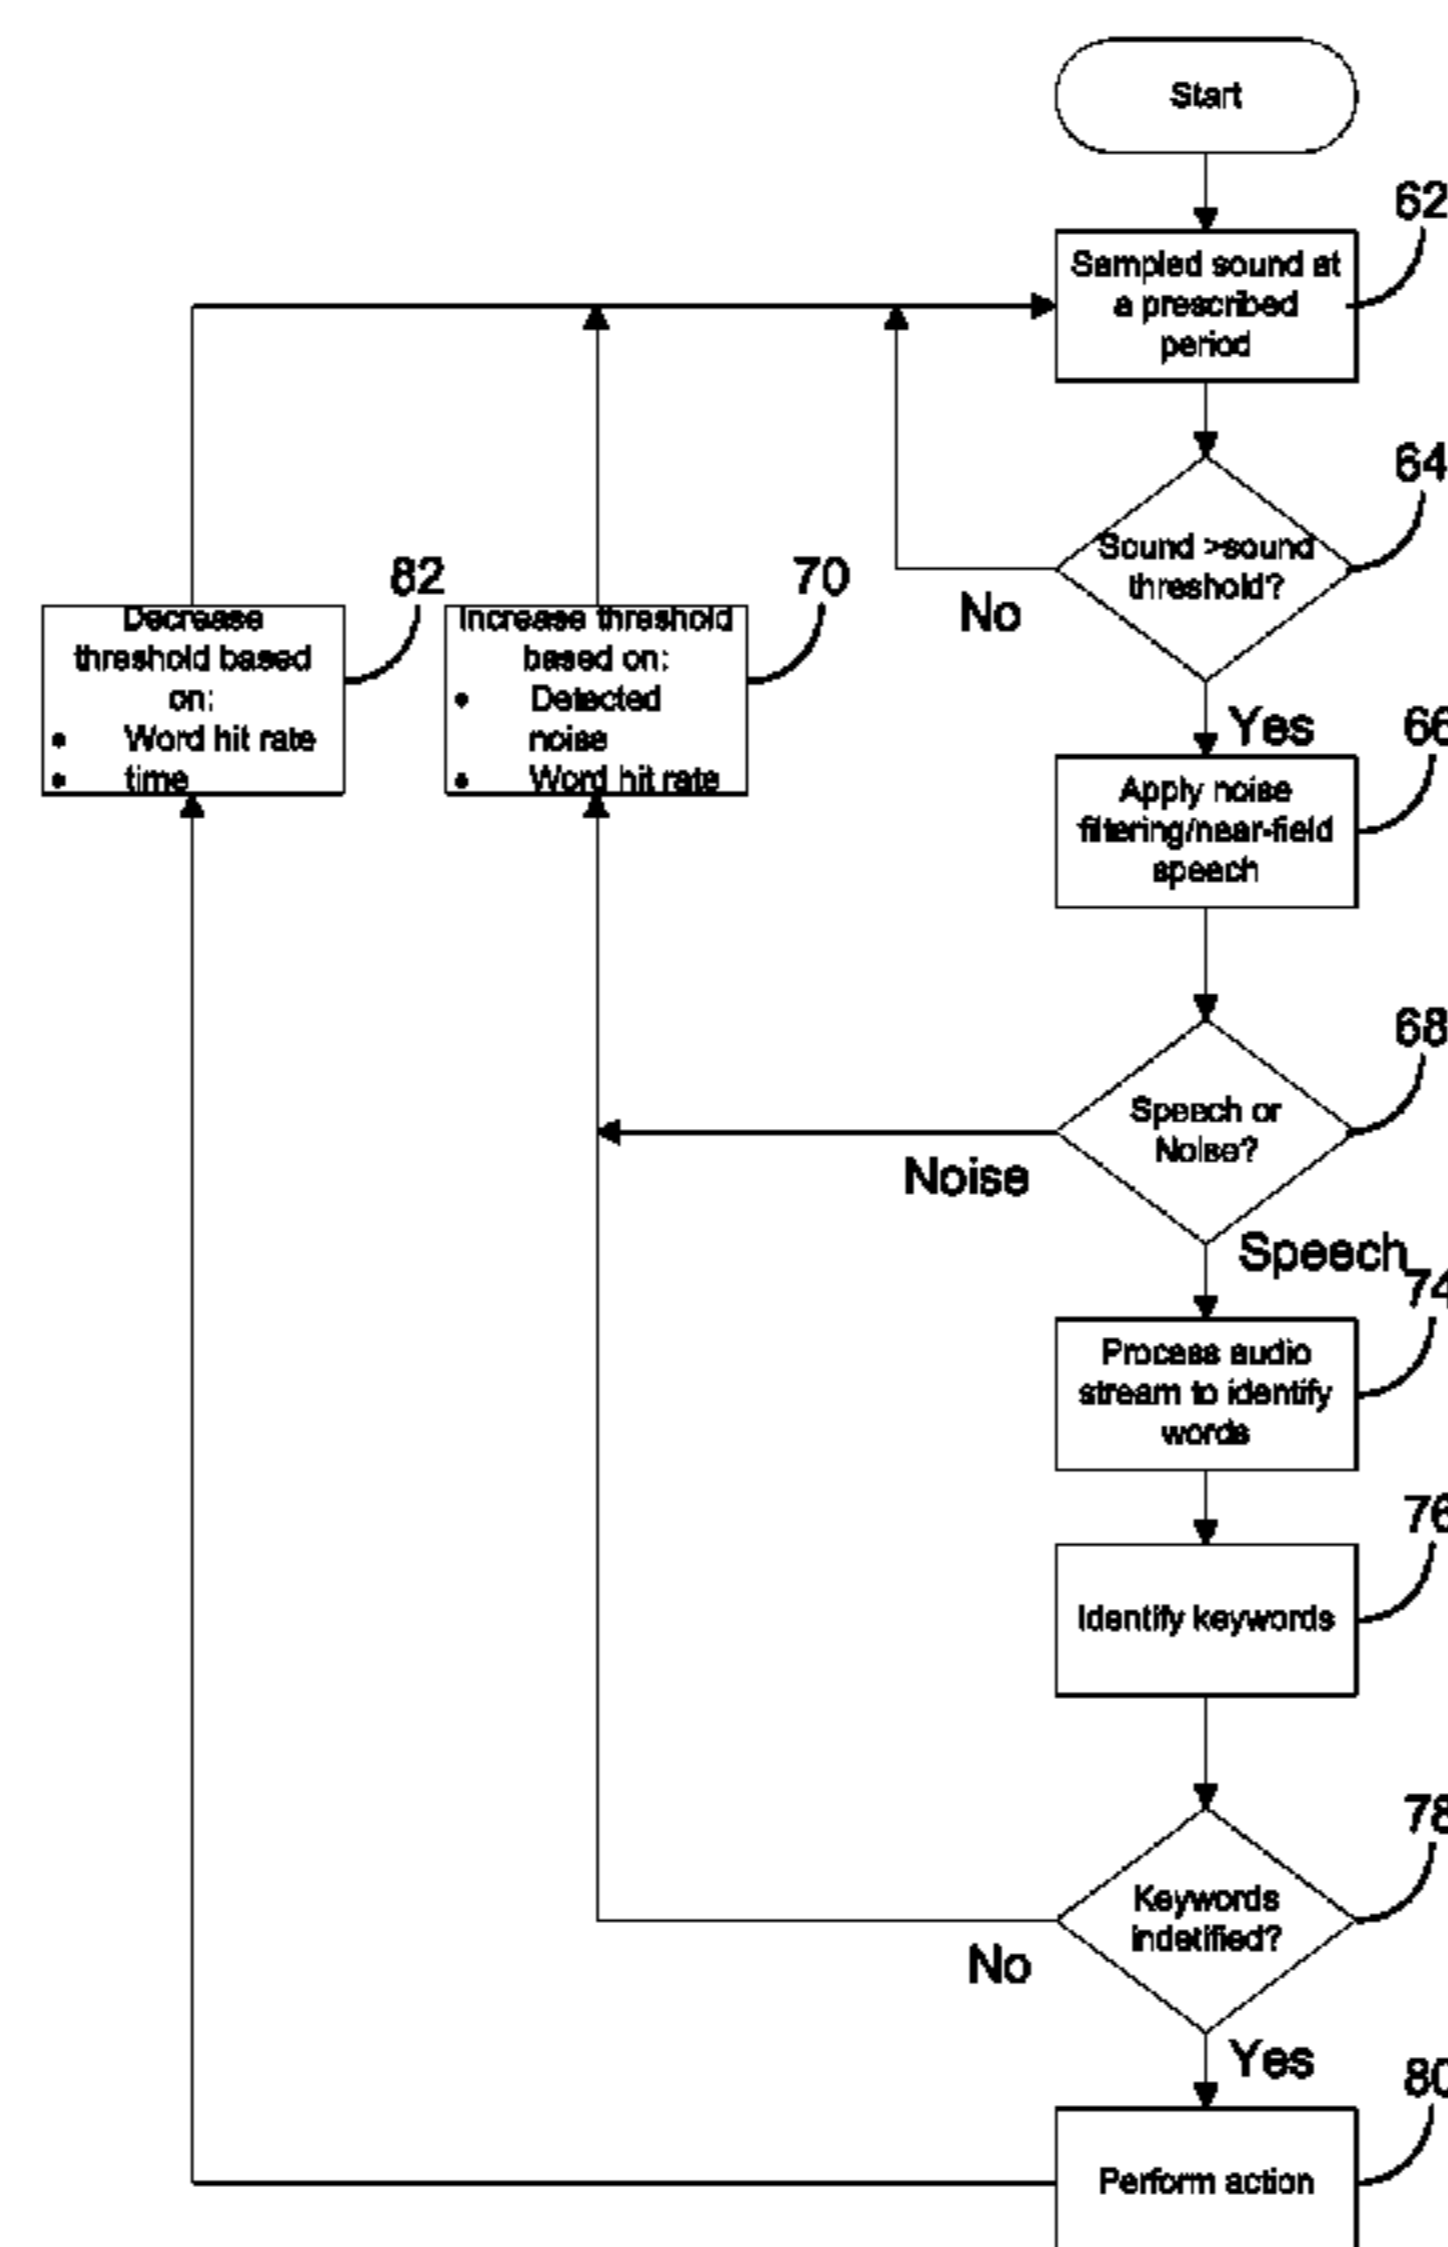 Start
62
Sampled sound at
a prescribed
period
64
Sound >sound
threshold?
No
82
70
Decrease
threshold based
on:
• Word hit rate
• time
Increase threshold
based on:
• Detected
noise
• Word hit rate
Yes
66
Apply noise
filtering/near-field
speech
68
Speech or
Noise?
Noise
Speech
74
Process audio
stream to identify
words
76
Identify keywords
78
Keywords
indetified?
No
Yes
80
Perform action